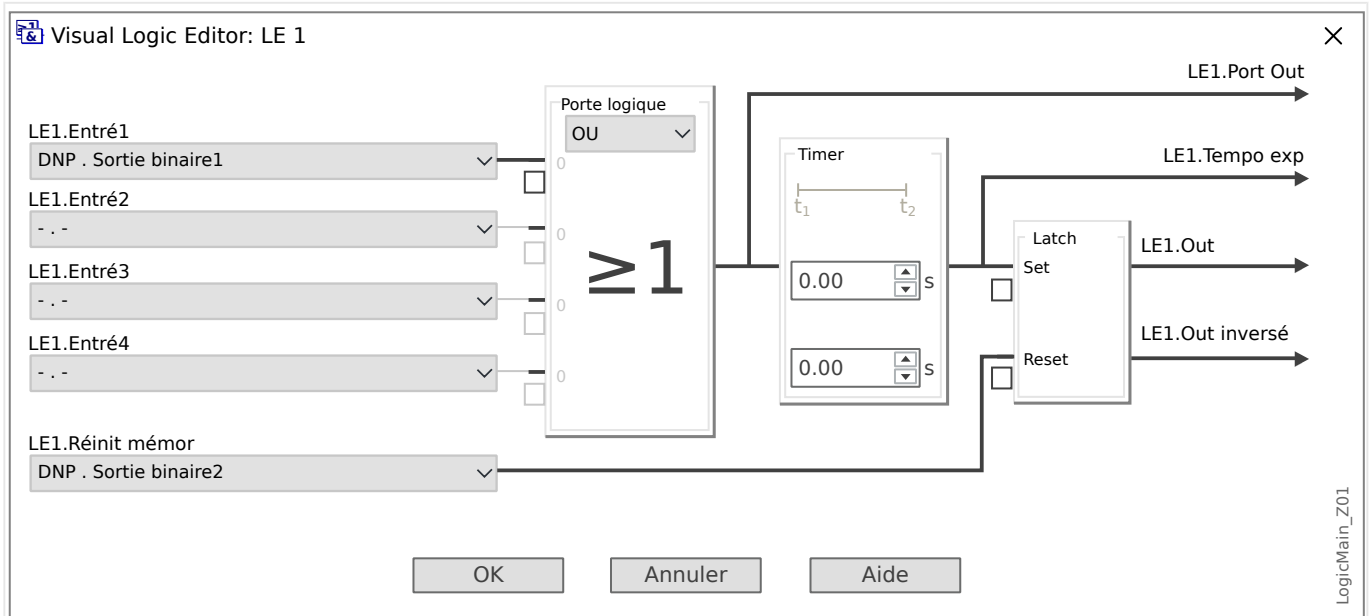 ≥1
&
Visual Logic Editor: LE 1
LE1.Port Out
Porte logique
OU
LE1.Entré1
DNP . Sortie binaire1
0
Timer
LE1.Tempo exp
LE1.Entré2
- . -
0
t1 t2
Latch
Set
LE1.Out
≥1
LE1.Entré3
- . -
0
0.00 s
LE1.Out inversé
LE1.Entré4
- . -
0
0.00 s
Reset
LE1.Réinit mémor
DNP . Sortie binaire2
OK
Annuler
Aide
LogicMain_Z01